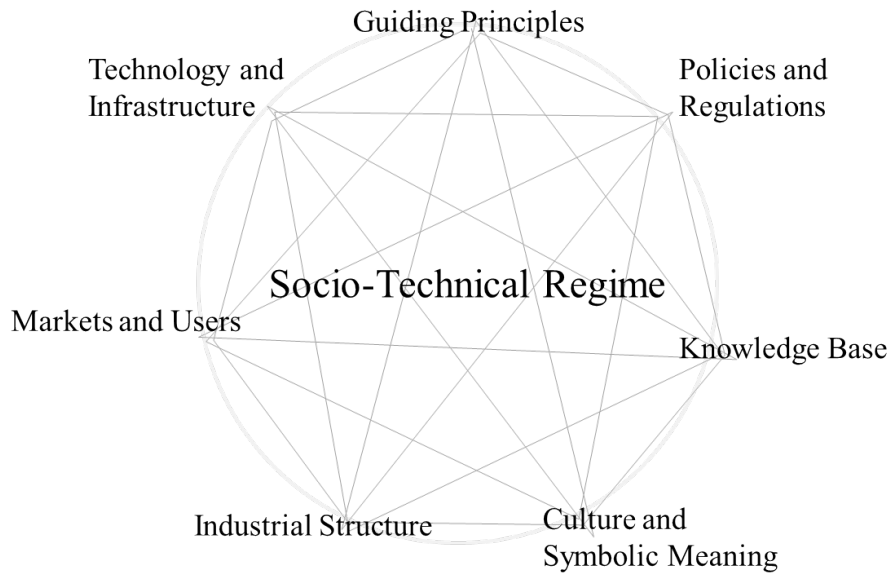 Guiding Principles
Technology and
Infrastructure
Policies and
Regulations
Socio-Technical Regime
Markets and Users
Knowledge Base
Industrial Structure
Culture and
Symbolic Meaning